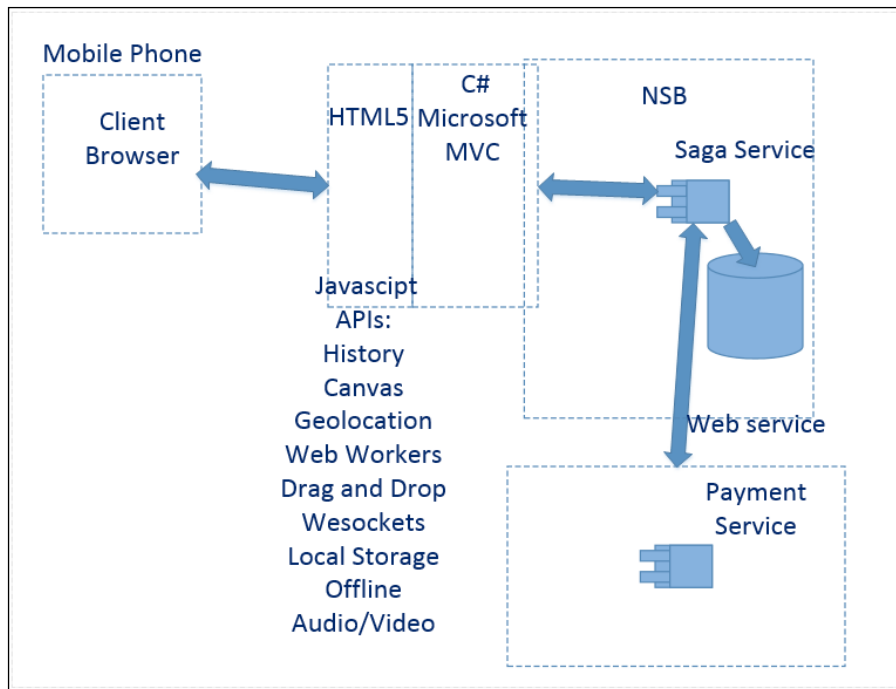 Mobile Phone
Client
Browser
HTML5
C#
Microsoft
MVC
NSB
Saga Service
Javascipt
APIs:
History
Canvas
Geolocation
Web Workers
Drag and Drop
Wesockets
Local Storage
Offline
Audio/Video
Web service
Payment
Service